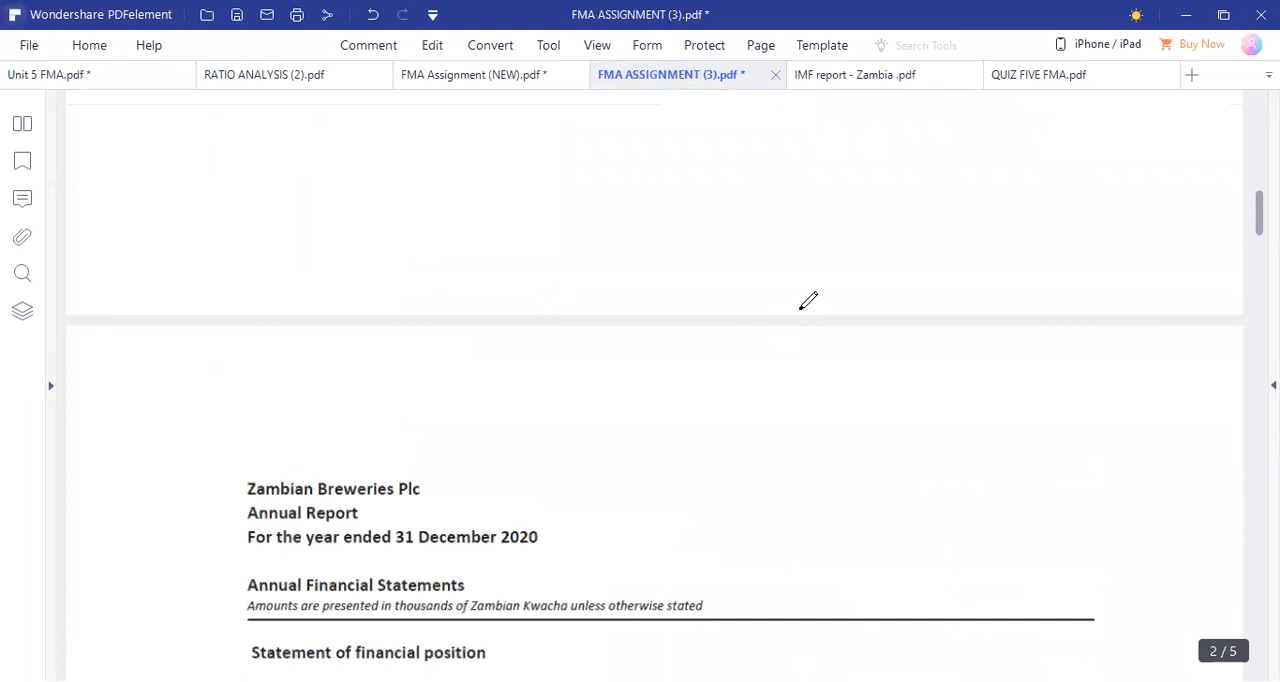 Wondershare PDFelement
FMA ASSIGNMENT (3).pdf *
File Home Help Comment Edit Convert Tool View Form Protect Page Template Search Tools iPhone / iPad Buy Now
Unit 5 FMA.pdf * RATIO ANALYSIS (2).pdf FMA Assignment (NEW).pdf * FMA ASSIGNMENT (3).pdf * IMF report - Zambia .pdf QUIZ FIVE FMA.pdf
Zambian Breweries Plc
Annual Report
For the year ended 31 December 2020
Annual Financial Statements
Amounts are presented in thousands of Zambian Kwacha unless otherwise stated
Statement of financial position
2 / 5